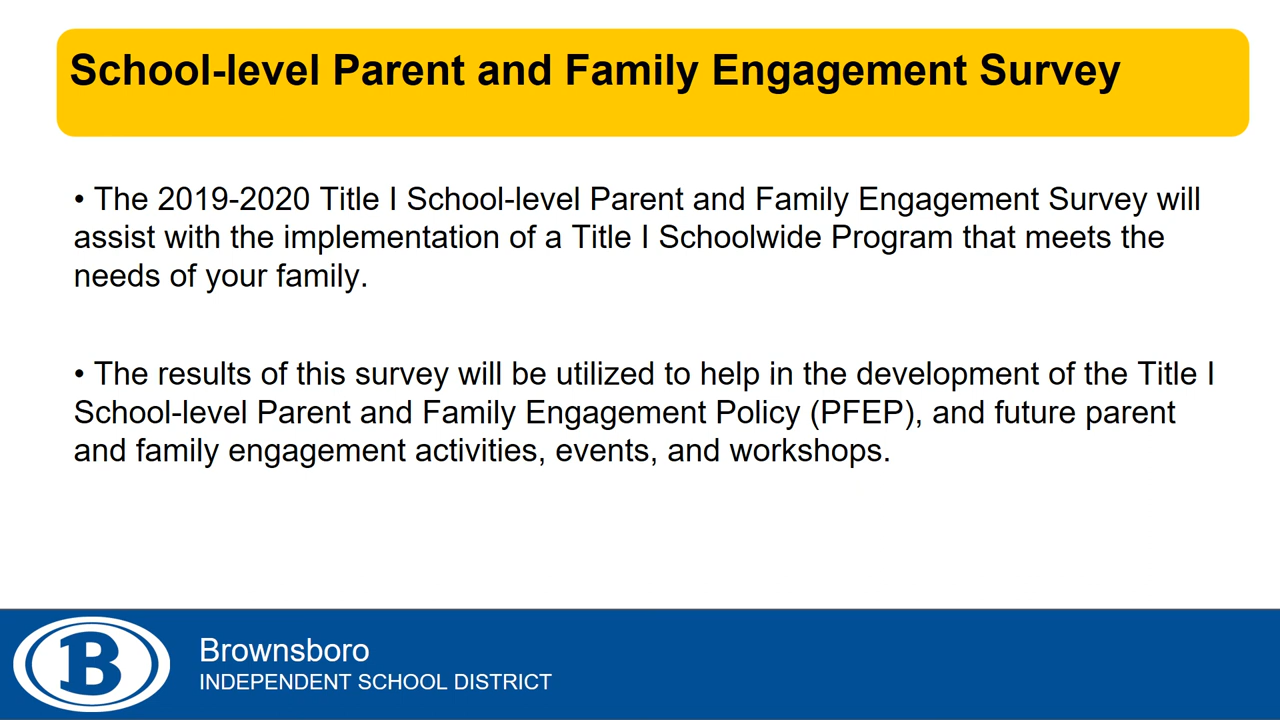 School-level Parent and Family Engagement Survey
• The 2019-2020 Title I School-level Parent and Family Engagement Survey will
assist with the implementation of a Title I Schoolwide Program that meets the
needs of your family.
• The results of this survey will be utilized to help in the development of the Title I
School-level Parent and Family Engagement Policy (PFEP), and future parent
and family engagement activities, events, and workshops.
B
Brownsboro
INDEPENDENT SCHOOL DISTRICT